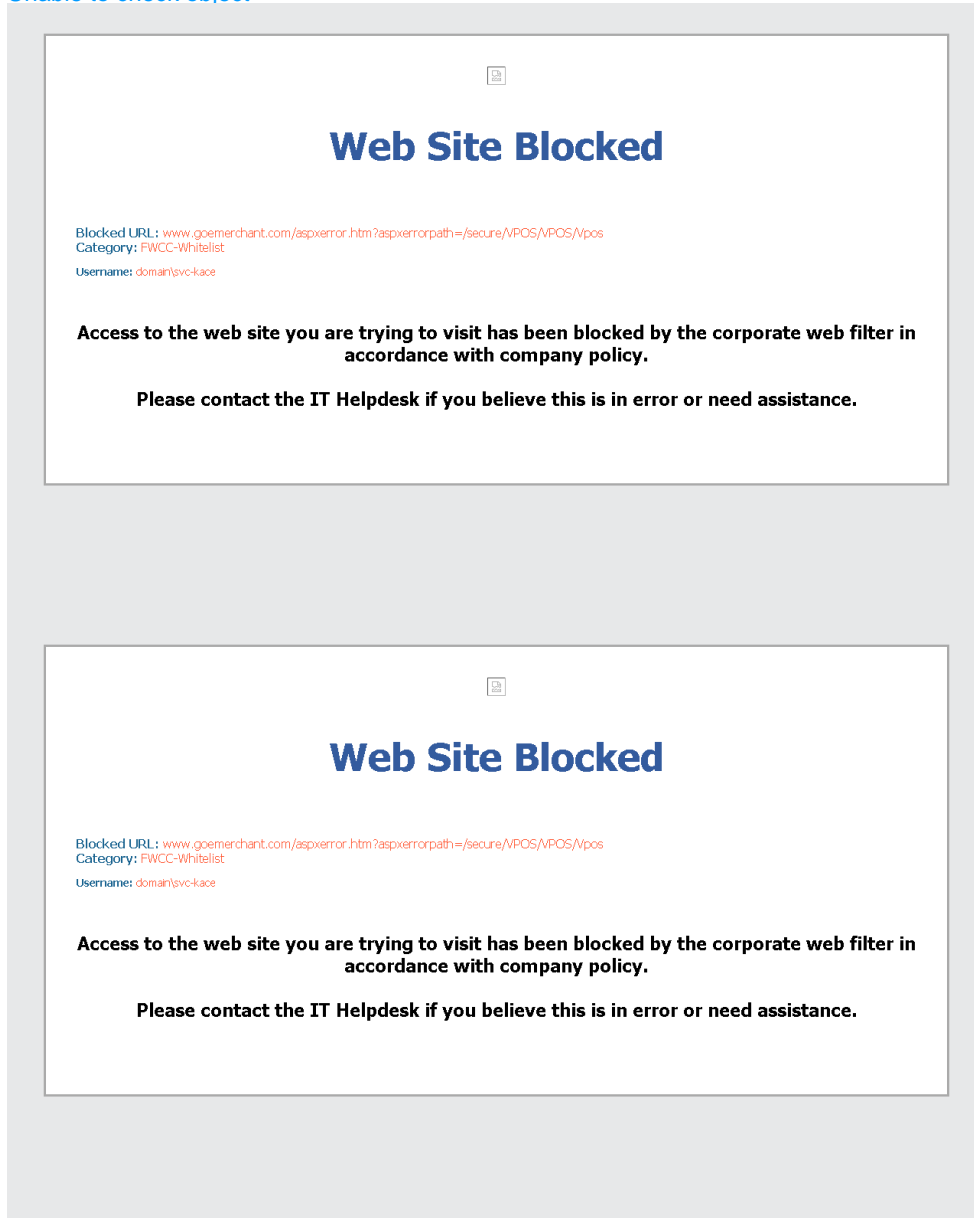 Unable to check object
Web Site Blocked
Blocked URL: www.goemerchant.com/aspxerror.htm?aspxerrorpath=/secure/VPOS/VPOS/Vpos
Category: FWCC-Whitelist
Username: domain\svc-kace
Access to the web site you are trying to visit has been blocked by the corporate web filter in
accordance with company policy.
Please contact the IT Helpdesk if you believe this is in error or need assistance.
Web Site Blocked
Blocked URL: www.goemerchant.com/aspxerror.htm?aspxerrorpath=/secure/VPOS/VPOS/Vpos
Category: FWCC-Whitelist
Username: domain\svc-kace
Access to the web site you are trying to visit has been blocked by the corporate web filter in
accordance with company policy.
Please contact the IT Helpdesk if you believe this is in error or need assistance.